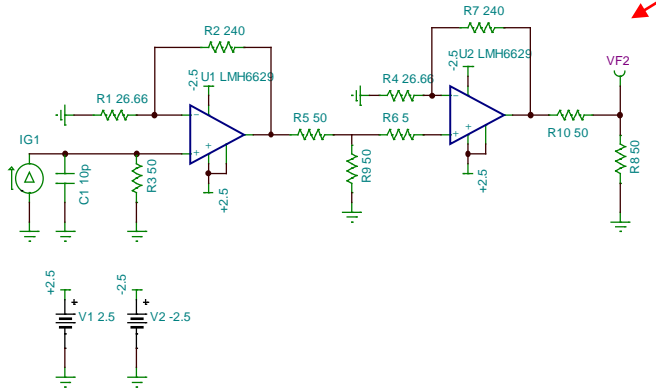 R7 240
R2 240
VF2
-2.5
U1 LMH6629
-2.5
U2 LMH6629
R1 26.66
R4 26.66
R5 50
R6 5
R10 50
IG1
C1 10p
R3 50
R9 50
R8 50
+2.5
+2.5
+2.5
V1 2.5
-2.5
V2 -2.5